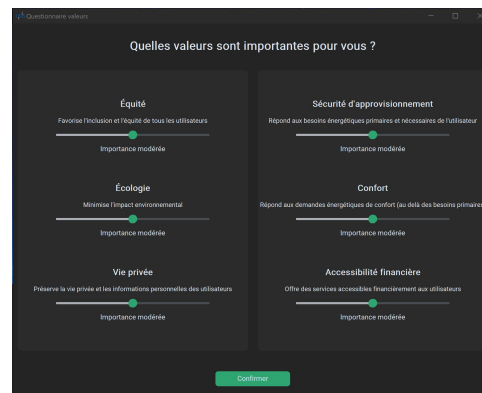 Questionnaire valeurs
Quelles valeurs sont importantes pour vous ?
Équité
Favorise l'inclusion et l'équité de tous les utilisateurs
Importance modérée
Écologie
Minimise l'impact environnemental
Importance modérée
Vie privée
Préserve la vie privée et les informations personnelles des utilisateurs
Importance modérée
Sécurité d'approvisionnement
Répond aux besoins énergétiques primaires et nécessaires de l'utilisateur
Importance modérée
Confort
Répond aux demandes énergétiques de confort (au delà des besoins primaires
Importance modérée
Accessibilité financière
Offre des services accessibles financièrement aux utilisateurs
Importance modérée
Confirmer